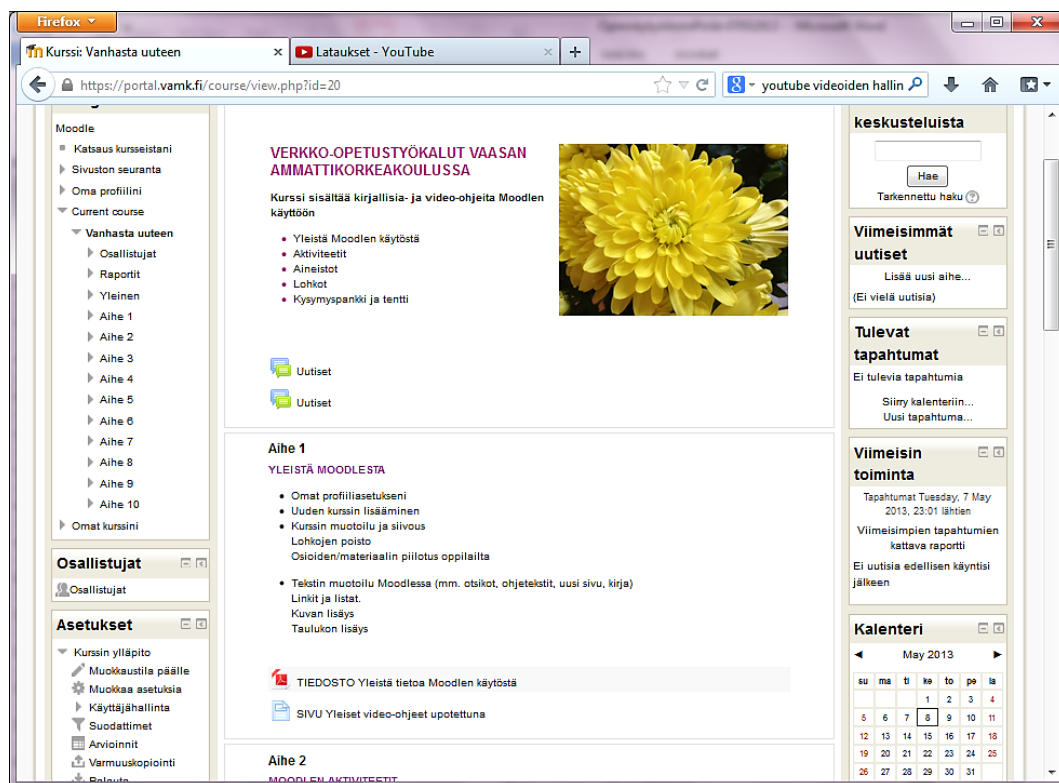 Firefox
Kurssi: Vanhasta uuteen
Lataukset - YouTube
https://portal.vamk.fi/course/view.php?id=20
youtube videoiden hallin
Moodle
Katsaus kursseistani
Sivuston seuranta
Oma profiilini
Current course
Vanhasta uuteen
Osallistujat
Raportit
Yleinen
Aihe 1
Aihe 2
Aihe 3
Aihe 4
Aihe 5
Aihe 6
Aihe 7
Aihe 8
Aihe 9
Aihe 10
Omat kurssini
Osallistujat
Osallistujat
Asetukset
Kurssin ylläpito
Muokkaustila päälle
Muokkaa asetuksia
Käyttäjähallinta
Suodattimet
Arvioinnit
Varmuuskopiointi
Palauta
VERKKO-OPETUSTYÖKALUT VAASAN
AMMATTIKORKEAKOULUSSA
Kurssi sisältää kirjallisia- ja video-ohjeita Moodlen
käyttöön
Yleistä Moodlen käytöstä
Aktiviteetit
Aineistot
Lohkot
Kysymyspankki ja tentti
Uutiset
Uutiset
Aihe 1
YLEISTÄ MOODLESTA
Omat profiiliasetukseni
Uuden kurssin lisääminen
Kurssin muotoilu ja siivous
Lohkojen poisto
Osioiden/materiaalin piilotus oppilailta
Tekstin muotoilu Moodlessa (mm. otsikot, ohjetekstit, uusi sivu, kirja)
Linkit ja listat.
Kuvan lisäys
Taulukon lisäys
TIEDOSTO Yleistä tietoa Moodlen käytöstä
SIVU Yleiset video-ohjeet upotettuna
Aihe 2
MOODLEN AKTIVITEETIT
keskusteluista
Hae
Tarkennettu haku
Viimeisimmät
uutiset
Lisää uusi aihe...
(Ei vielä uutisia)
Tulevat
tapahtumat
Ei tulevia tapahtumia
Siirry kalenteriin...
Uusi tapahtuma...
Viimeisin
toiminta
Tapahtumat Tuesday, 7 May
2013, 23:01 lähtien
Viimeisimpien tapahtumien
kattava raportti
Ei uutisia edellisen käyntisi
jälkeen
Kalenteri
May 2013
su ma ti ke to pe la
1 2 3 4
5 6 7 8 9 10 11
12 13 14 15 16 17 18
19 20 21 22 23 24 25
26 27 28 29 30 31